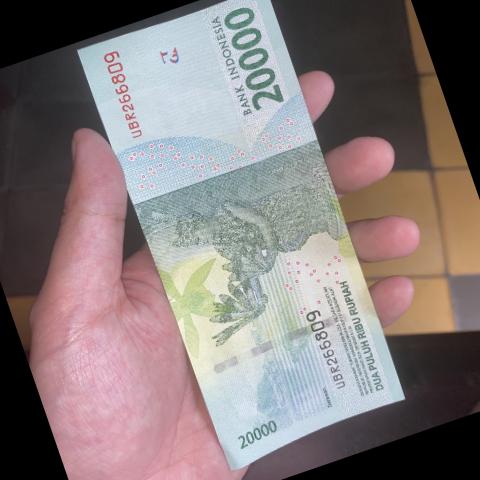 UBR266809
BANK INDONESIA
20000
UBR266809
DUA PULUH RIBU RUPIAH
20000